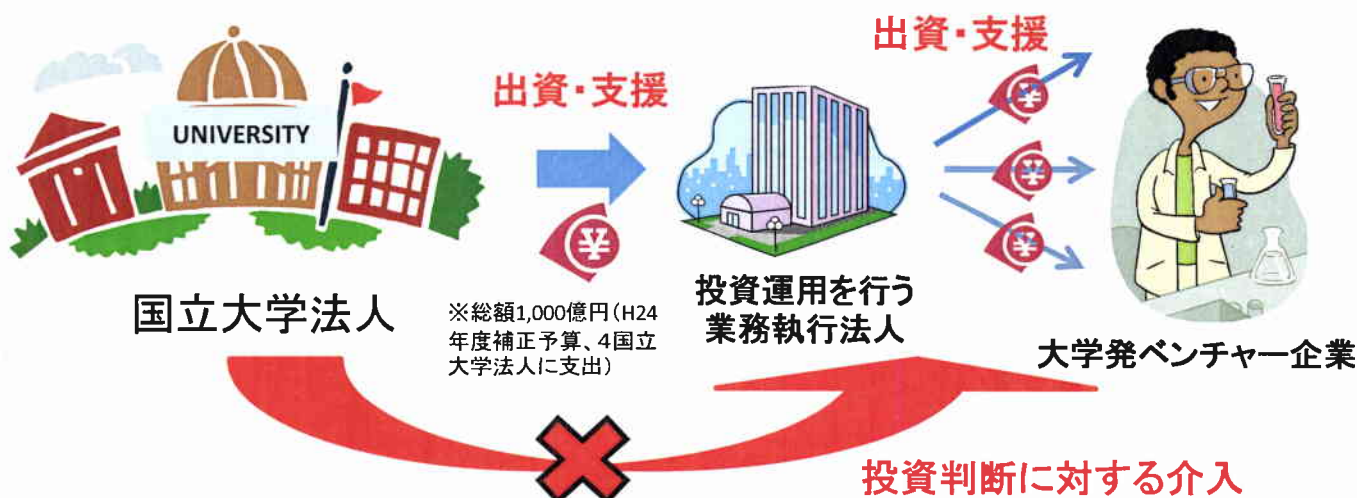 出資・支援
出資・支援
UNIVERSITY
¥
¥
¥
¥
国立大学法人
※総額1,000億円(H24
年度補正予算、4国立
大学法人に支出)
投資運用を行う
業務執行法人
大学発ベンチャー企業
投資判断に対する介入